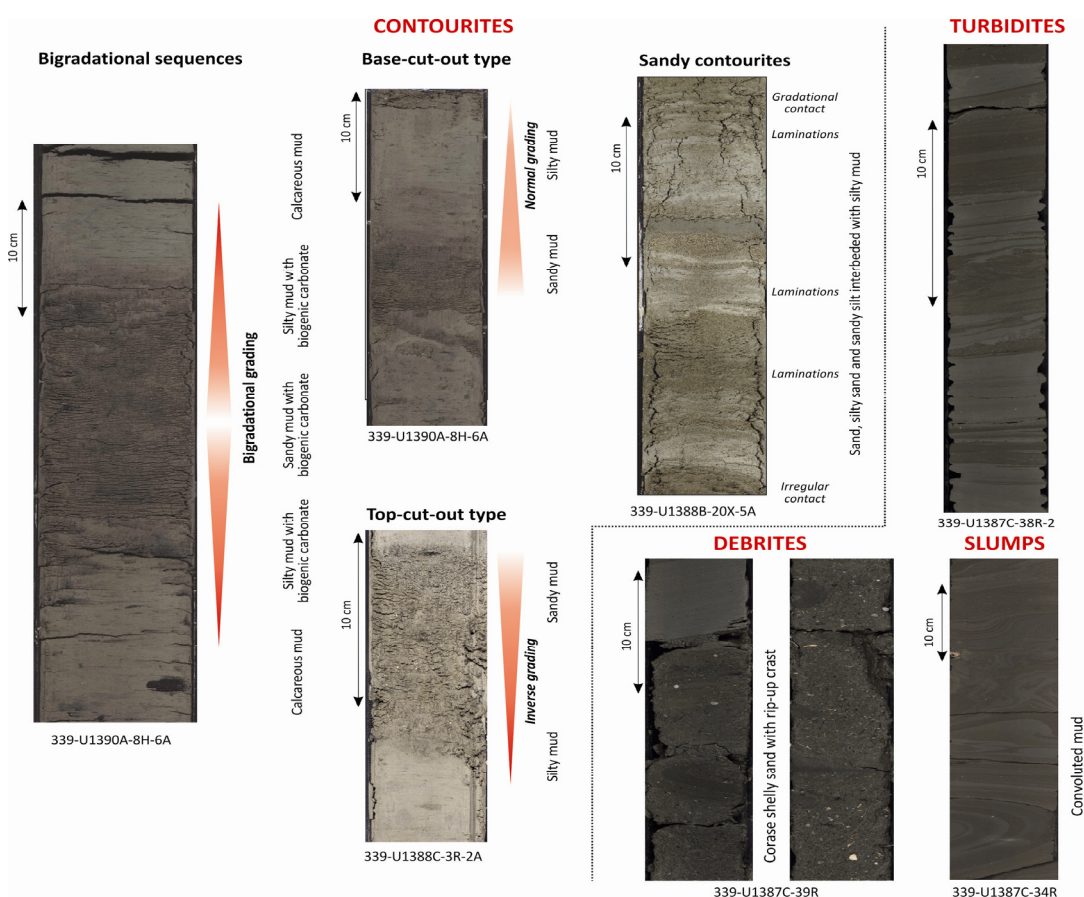 CONTOURITES
TURBIDITES
Bigradational sequences
Base-cut-out type
Sandy contourites
10 cm
Calcareous mud
Silty mud with
biogenic carbonate
Bigradational grading
Sandy mud with
biogenic carbonate
Silty mud with
biogenic carbonate
Calcareous mud
339-U1390A-8H-6A
10 cm
Normal grading
Silty mud
Sandy mud
339-U1390A-8H-6A
Top-cut-out type
10 cm
Sandy mud
Inverse grading
Silty mud
339-U1388C-3R-2A
10 cm
Gradational
contact
Laminations
Laminations
Laminations
Irregular
contact
Sand, silty sand and sandy silt interbeded with silty mud
339-U1388B-20X-5A
10 cm
339-U1387C-38R-2
DEBRITES
10 cm
Corase shelly sand with rip-up crast
339-U1387C-39R
SLUMPS
10 cm
Convoluted mud
339-U1387C-34R